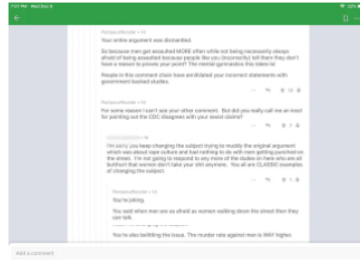 Your entire argument was dismantled.
So because men get assaulted MORE often while not being necessarily always
afraid of being assaulted because people like you (incorrectly) tell them they don't
have a reason to your point? The mental gymnastics this takes lol
People in this comment chain have annihilated your incorrect statements with
government backed studies.
For some reason I can't see your other comment. But did you really call me an
for pointing out the CDC disagrees with your sexist claims?
I'm sorry you keep changing the subject trying to muddy the original argument
which was about rape culture and had nothing to do with men getting punched on
the street. I'm not going to respond to any more of the dudes on here who are all
butthurt that women don't take your shit anymore. You all are CLASSIC examples
of changing the subject.
You're joking.
You said when men are as afraid as women walking down the street then they
can talk.
You're also belittling the issue. The murder rate against men is WAY higher.
Add a comment